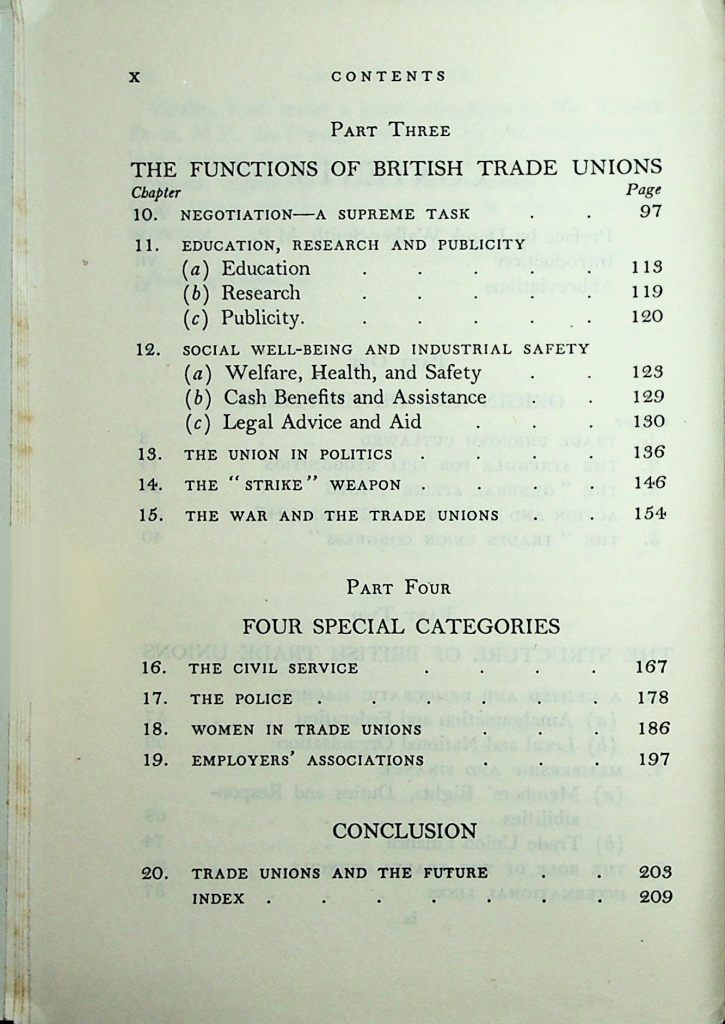 x CONTENTS
PART THREE
THE FUNCTIONS OF BRITISH TRADE UNIONS
Chapter Page
10. NEGOTIATION—A SUPREME TASK . . 97
11. EDUCATION, RESEARCH AND PUBLICITY
(a) Education . . . . . 113
(b) Research . . . . . 119
(c) Publicity. . . . . . 120
12. SOCIAL WELL-BEING AND INDUSTRIAL SAFETY
(a) Welfare, Health, and Safety . . 123
(b) Cash Benefits and Assistance . . 129
(c) Legal Advice and Aid . . . 130
13. THE UNION IN POLITICS . . . . 136
14. THE "STRIKE" WEAPON . . . . 146
15. THE WAR AND THE TRADE UNIONS . . 154
PART FOUR
FOUR SPECIAL CATEGORIES
16. THE CIVIL SERVICE . . . . 167
17. THE POLICE . . . . . . 178
18. WOMEN IN TRADE UNIONS . . . 186
19. EMPLOYERS' ASSOCIATIONS . . . 197
CONCLUSION
20. TRADE UNIONS AND THE FUTURE . . 203
INDEX . . . . . . . 209